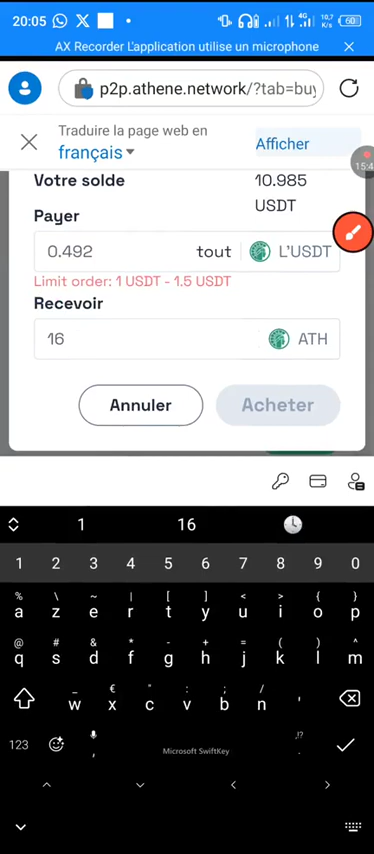 20:05
4G
10,7 K/s
60
AX Recorder L'application utilise un microphone
p2p.athene.network/?tab=buy
Traduire la page web en
français
Afficher
15:4
Votre solde
10.985 USDT
Payer
0.492 tout L'USDT
Limit order: 1 USDT - 1.5 USDT
Recevoir
16 ATH
Annuler Acheter
1 16
1 2 3 4 5 6 7 8 9 0
% \ ~ | [ ] < > { }
a z e r t y u i o p
@ # & * - + = ( ) ^
q s d f g h j k l m
_ € " : ; /
w x c v b n '
123 , Microsoft SwiftKey ,!? .